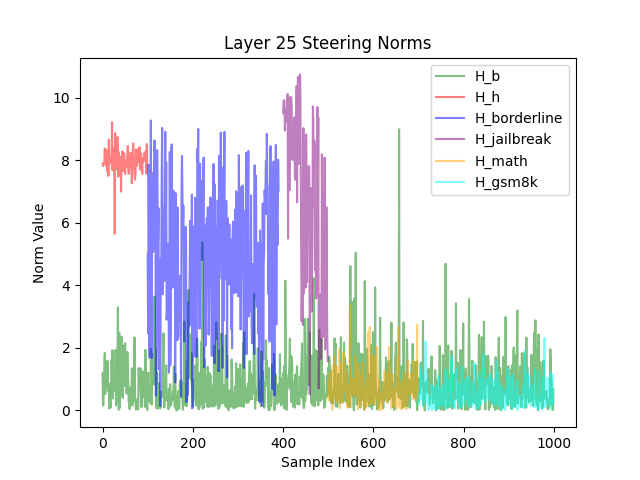 Layer 25 Steering Norms
H_b
H_h
H_borderline
H_jailbreak
H_math
H_gsm8k
Norm Value
10
8
6
4
2
0
0 200 400 600 800 1000
Sample Index